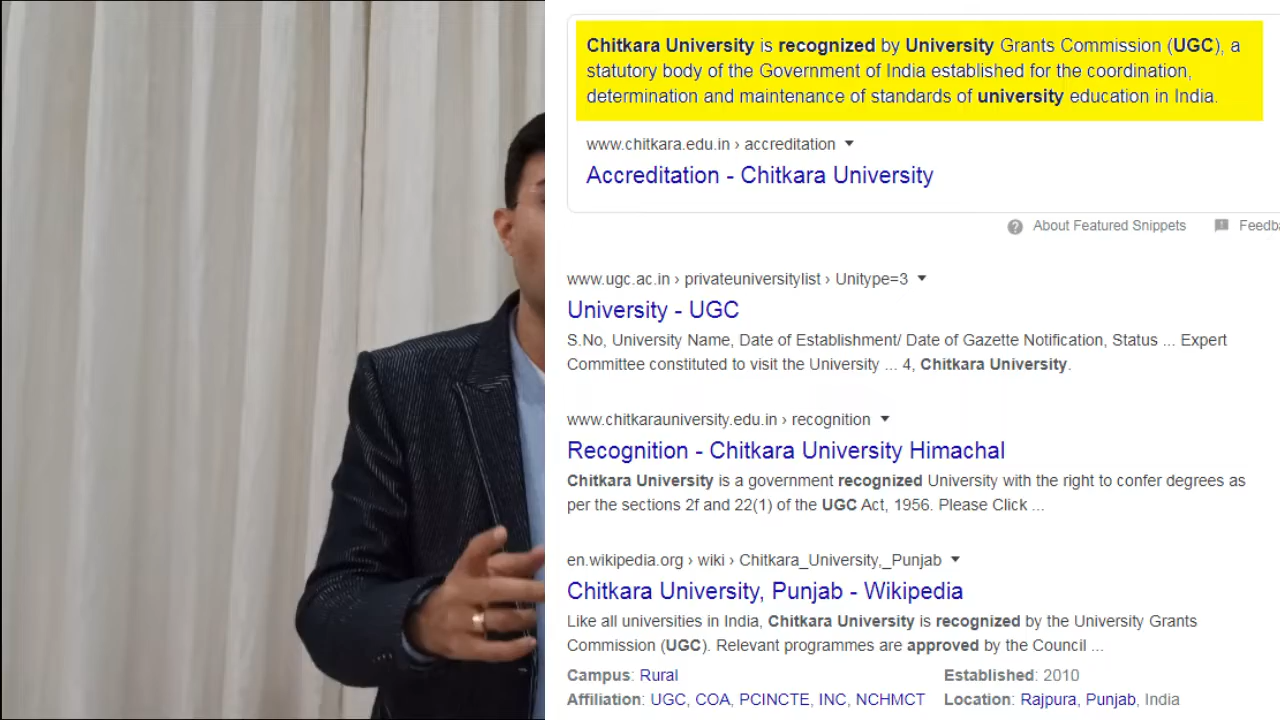 Chitkara University is recognized by University Grants Commission (UGC), a
statutory body of the Government of India established for the coordination,
determination and maintenance of standards of university education in India.
www.chitkara.edu.in › accreditation
Accreditation - Chitkara University
About Featured Snippets Feedba
www.ugc.ac.in › privateuniversitylist › Unitype=3
University - UGC
S.No, University Name, Date of Establishment/ Date of Gazette Notification, Status ... Expert
Committee constituted to visit the University ... 4, Chitkara University.
www.chitkarauniversity.edu.in › recognition
Recognition - Chitkara University Himachal
Chitkara University is a government recognized University with the right to confer degrees as
per the sections 2f and 22(1) of the UGC Act, 1956. Please Click ...
en.wikipedia.org › wiki › Chitkara_University,_Punjab
Chitkara University, Punjab - Wikipedia
Like all universities in India, Chitkara University is recognized by the University Grants
Commission (UGC). Relevant programmes are approved by the Council ...
Campus: Rural Established: 2010
Affiliation: UGC, COA, PCINCTE, INC, NCHMCT Location: Rajpura, Punjab, India